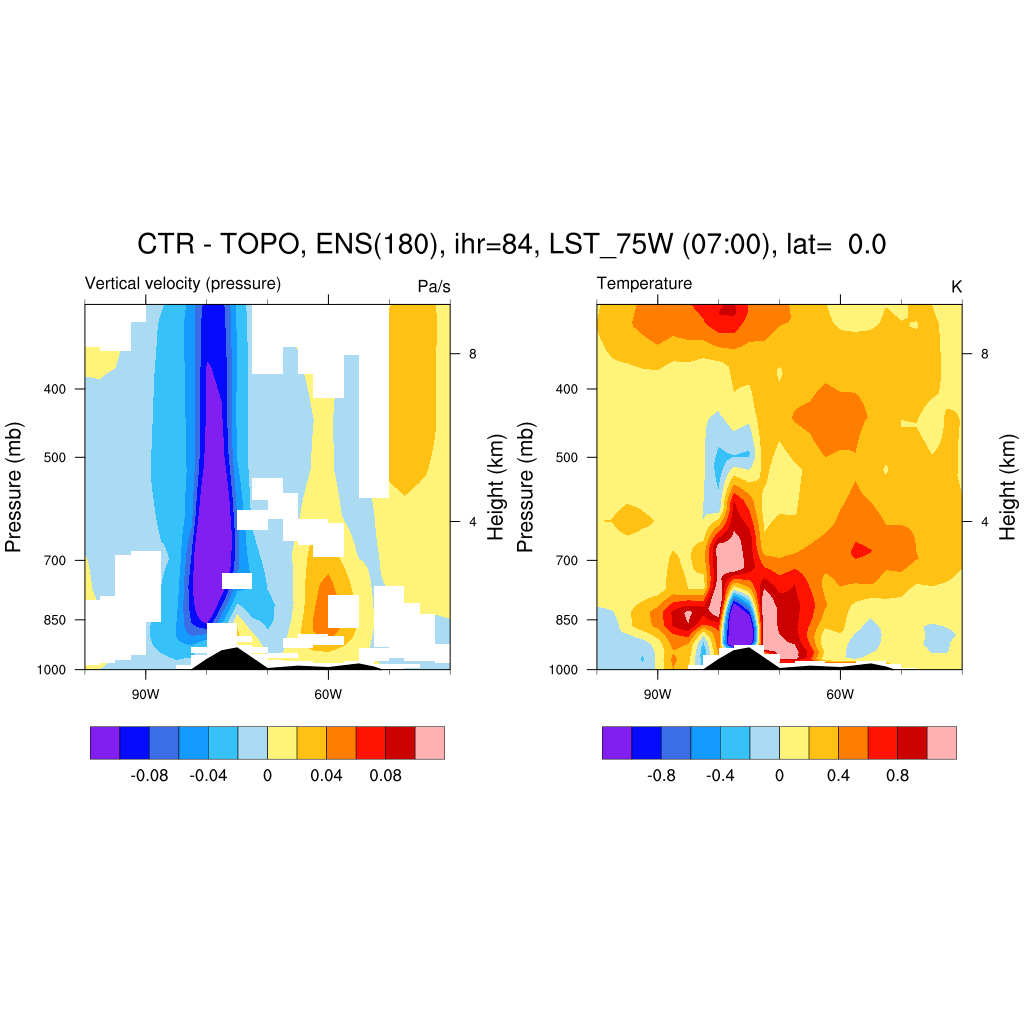 CTR - TOPO, ENS(180), ihr=84, LST_75W (07:00), lat=  0.0
Vertical velocity (pressure)
Pa/s
Pressure (mb)
400
500
700
850
1000
90W
60W
8
4
Height (km)
-0.08
-0.04
0
0.04
0.08
Temperature
K
Pressure (mb)
400
500
700
850
1000
90W
60W
8
4
Height (km)
-0.8
-0.4
0
0.4
0.8